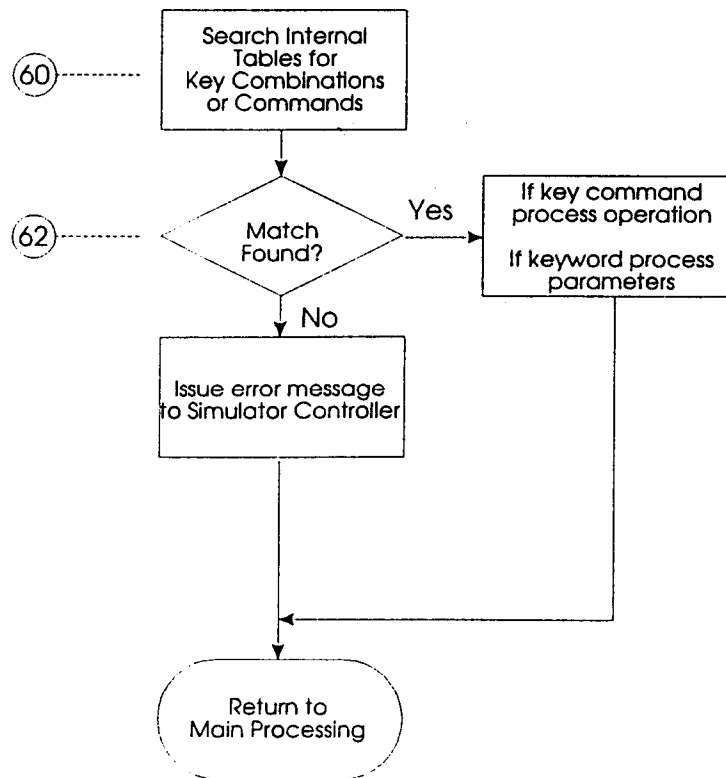 60
Search Internal
Tables for
Key Combinations
or Commands
62
Match
Found?
Yes
If key command
process operation
If keyword process
parameters
No
Issue error message
to Simulator Controller
Return to
Main Processing